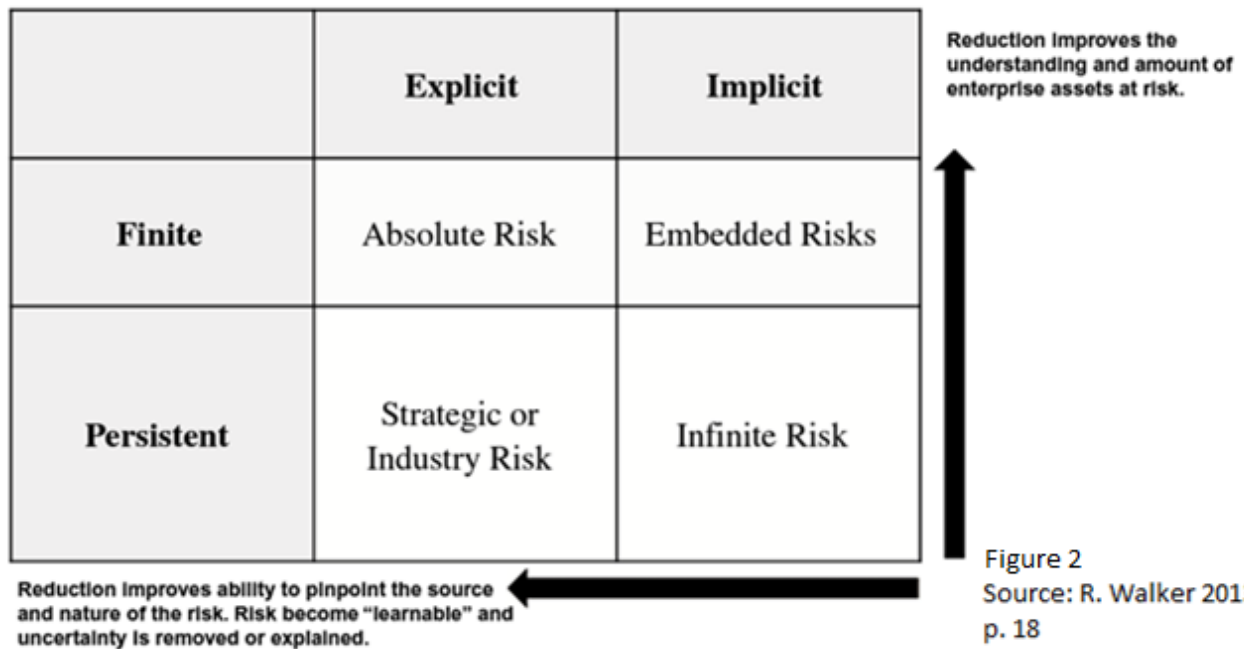 Explicit
Implicit
Reduction improves the
understanding and amount of
enterprise assets at risk.
Finite
Absolute Risk
Embedded Risks
Persistent
Strategic or
Industry Risk
Infinite Risk
Reduction improves ability to pinpoint the source
and nature of the risk. Risk become “learnable” and
uncertainty is removed or explained.
Figure 2
Source: R. Walker 201
p. 18